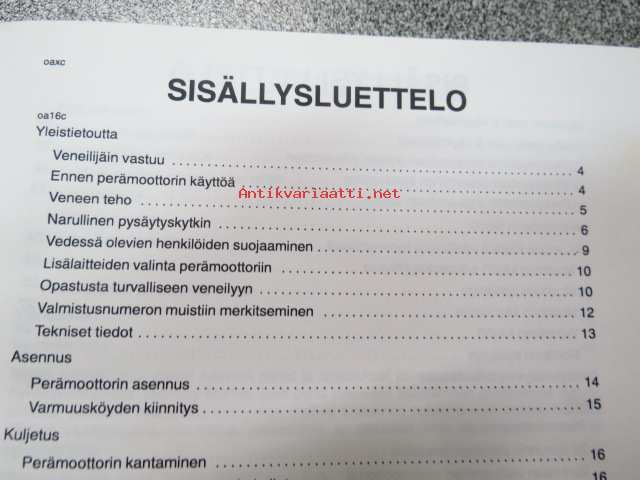 oaxc
SISÄLLYSLUETTELO
oa16c
Yleistietoutta
Veneilijäin vastuu 4
Ennen perämoottorin käyttöä 4
Antikvariaatti.net
Veneen teho 5
Narullinen pysäytyskytkin 6
Vedessä olevien henkilöiden suojaaminen 9
Lisälaitteiden valinta perämoottoriin 10
Opastusta turvalliseen veneilyyn 10
Valmistusnumeron muistiin merkitseminen 12
Tekniset tiedot 13
Asennus
Perämoottorin asennus 14
Varmuusköyden kiinnitys 15
Kuljetus
Perämoottorin kantaminen 16
16